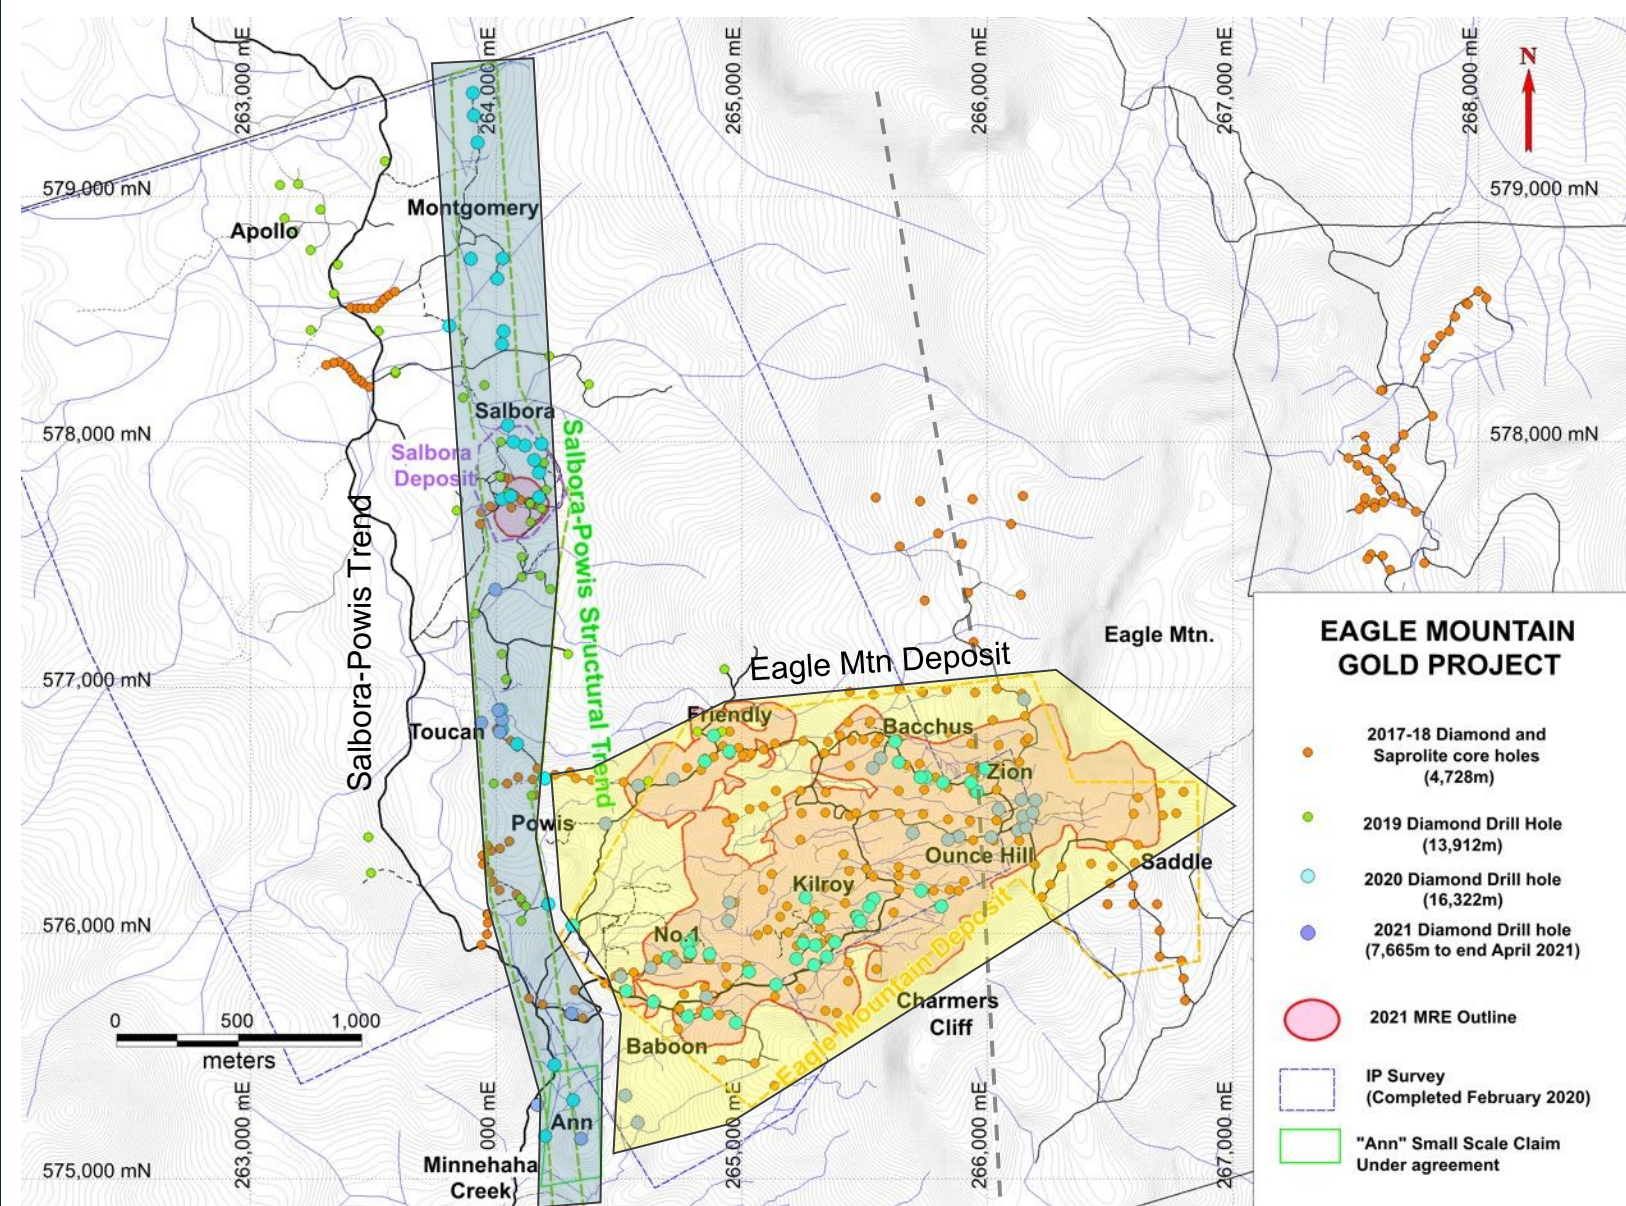 263,000 mE
264,000 mE
265,000 mE
266,000 mE
267,000 mE
268,000 mE
N
579,000 mN
579,000 mN
Montgomery
Apollo
Salbora
578,000 mN
578,000 mN
Salbora
Deposit
Salbora-Powis Trend
Salbora-Powis Structural Trend
Eagle Mtn.
Eagle Mtn Deposit
577,000 mN
Friendly
Bacchus
Toucan
Zion
Powis
Ounce Hill
Saddle
Kilroy
576,000 mN
No.1
Eagle Mountain Deposit
Charmers
Cliff
Baboon
0 500 1,000
meters
Ann
575,000 mN
Minnehaha
Creek
263,000 mE
000 mE
265,000 mE
266,000 mE
267,000 mE
EAGLE MOUNTAIN
GOLD PROJECT
2017-18 Diamond and
Saprolite core holes
(4,728m)
2019 Diamond Drill Hole
(13,912m)
2020 Diamond Drill hole
(16,322m)
2021 Diamond Drill hole
(7,665m to end April 2021)
2021 MRE Outline
IP Survey
(Completed February 2020)
"Ann" Small Scale Claim
Under agreement